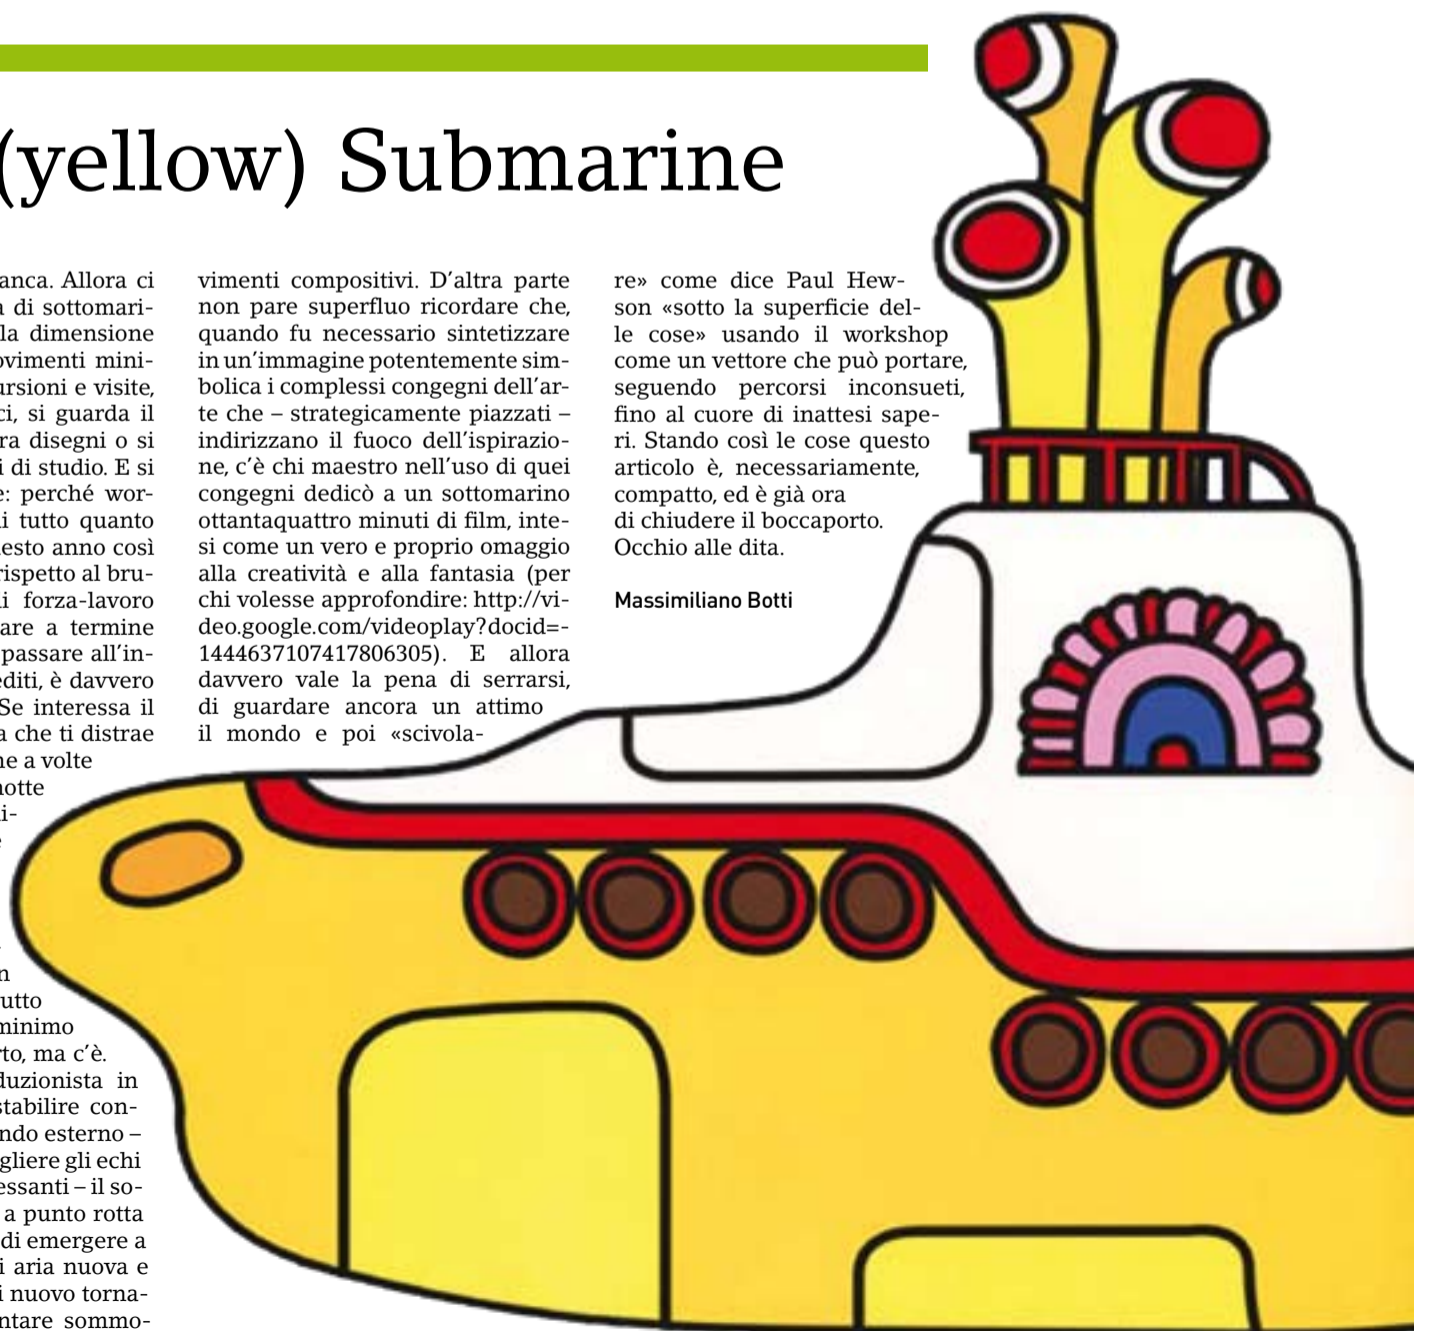 (yellow) Submarine
anca. Allora ci
a di sottomari-
la dimensione
ovimenti mini-
ursioni e visite,
ci, si guarda il
ra disegni o si
i di studio. E si
e: perché wor-
i tutto quanto
esto anno così
rispetto al bru-
i forza-lavoro
are a termine
passare all'in-
editi, è davvero
Se interessa il
a che ti distrae
ne a volte
notte
i-
e
n
utto
minimo
rto, ma c'è.
duzionista in
stabilire con-
ndo esterno –
gliere gli echi
essanti – il so-
a punto rotta
di emergere a
i aria nuova e
i nuovo torna-
ntare sommo-
vimenti compositivi. D'altra parte
non pare superfluo ricordare che,
quando fu necessario sintetizzare
in un'immagine potentemente sim-
bolica i complessi congegni dell'ar-
te che – strategicamente piazzati –
indirizzano il fuoco dell'ispirazio-
ne, c'è chi maestro nell'uso di quei
congegni dedicò a un sottomarino
ottantaquattro minuti di film, inte-
si come un vero e proprio omaggio
alla creatività e alla fantasia (per
chi volesse approfondire: http://vi-
deo.google.com/videoplay?docid=-
1444637107417806305). E allora
davvero vale la pena di serrarsi,
di guardare ancora un attimo
il mondo e poi «scivola-
re» come dice Paul Hew-
son «sotto la superficie del-
le cose» usando il workshop
come un vettore che può portare,
seguendo percorsi inconsueti,
fino al cuore di inattesi sape-
ri. Stando così le cose questo
articolo è, necessariamente,
compatto, ed è già ora
di chiudere il boccaporto.
Occhio alle dita.
Massimiliano Botti